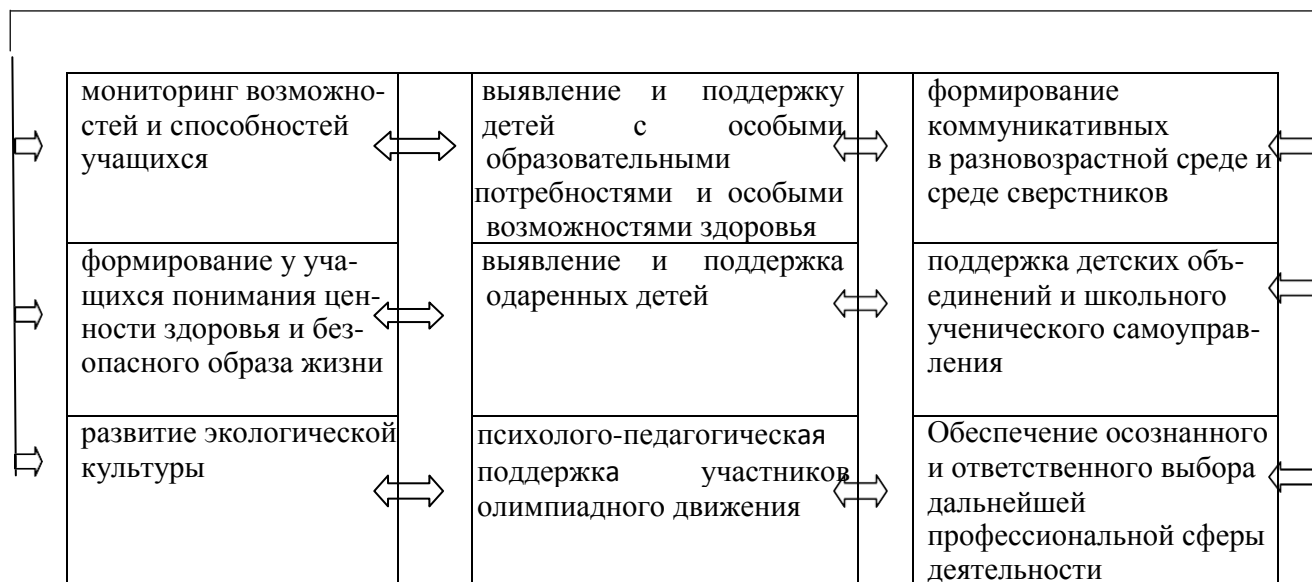 мониторинг возможно-
стей и способностей
учащихся
выявление и поддержку
детей с особыми
образовательными
потребностями и особыми
возможностями здоровья
формирование
коммуникативных
в разновозрастной среде и
среде сверстников
формирование у уча-
щихся понимания цен-
ности здоровья и без-
опасного образа жизни
выявление и поддержка
одаренных детей
поддержка детских объ-
единений и школьного
ученического самоуправ-
ления
развитие экологической
культуры
психолого-педагогическая
поддержка участников
олимпиадного движения
Обеспечение осознанного
и ответственного выбора
дальнейшей
профессиональной сферы
деятельности